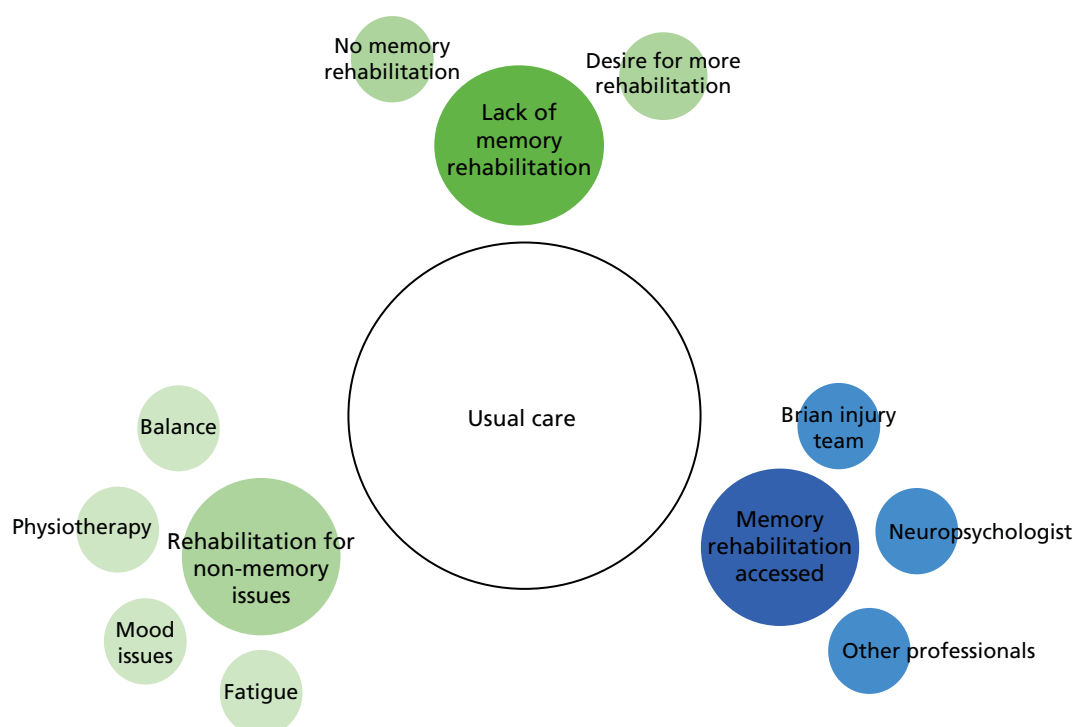 No memory
rehabilitation
Desire for more
rehabilitation
Lack of
memory
rehabilitation
Usual care
Balance
Physiotherapy
Rehabilitation for
non-memory
issues
Mood
issues
Fatigue
Brian injury
team
Memory
rehabilitation
accessed
Neuropsychologist
Other professionals